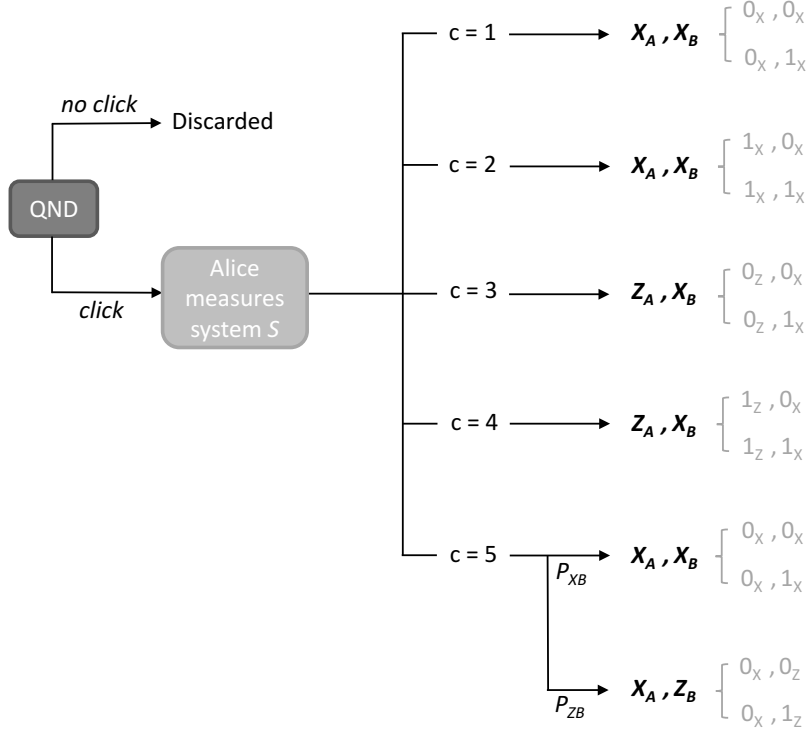 QND
no click
Discarded
click
Alice
measures
system S
c = 1
X_A , X_B
0_X , 0_X
0_X , 1_X
c = 2
X_A , X_B
1_X , 0_X
1_X , 1_X
c = 3
Z_A , X_B
0_Z , 0_X
0_Z , 1_X
c = 4
Z_A , X_B
1_Z , 0_X
1_Z , 1_X
c = 5
P_XB
X_A , X_B
0_X , 0_X
0_X , 1_X
P_ZB
X_A , Z_B
0_X , 0_Z
0_X , 1_Z